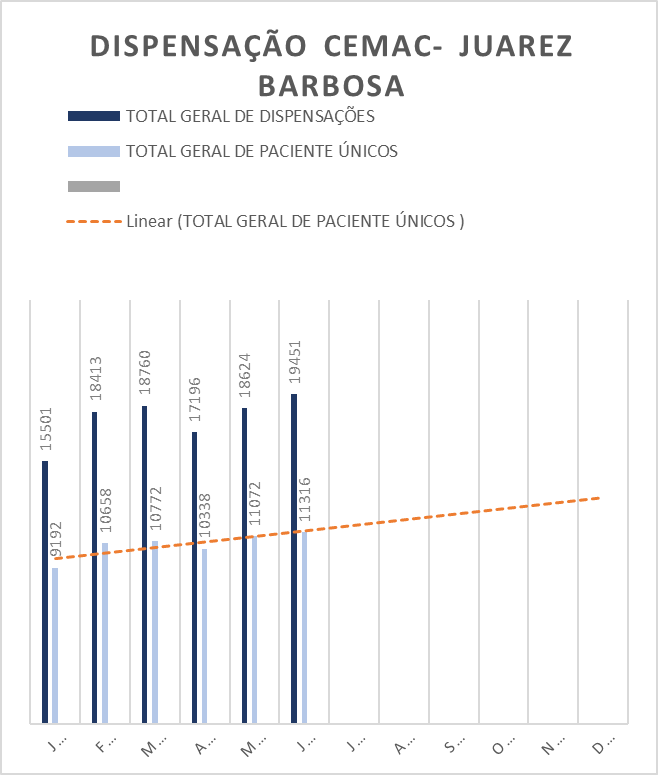 DISPENSAÇÃO CEMAC- JUAREZ
BARBOSA
TOTAL GERAL DE DISPENSAÇÕES
TOTAL GERAL DE PACIENTE ÚNICOS
Linear (TOTAL GERAL DE PACIENTE ÚNICOS )
15501
9192
18413
10658
18760
10772
17196
10338
18624
11072
19451
11316
J...
F...
M...
A...
M...
J...
J...
A...
S...
O...
N...
D...